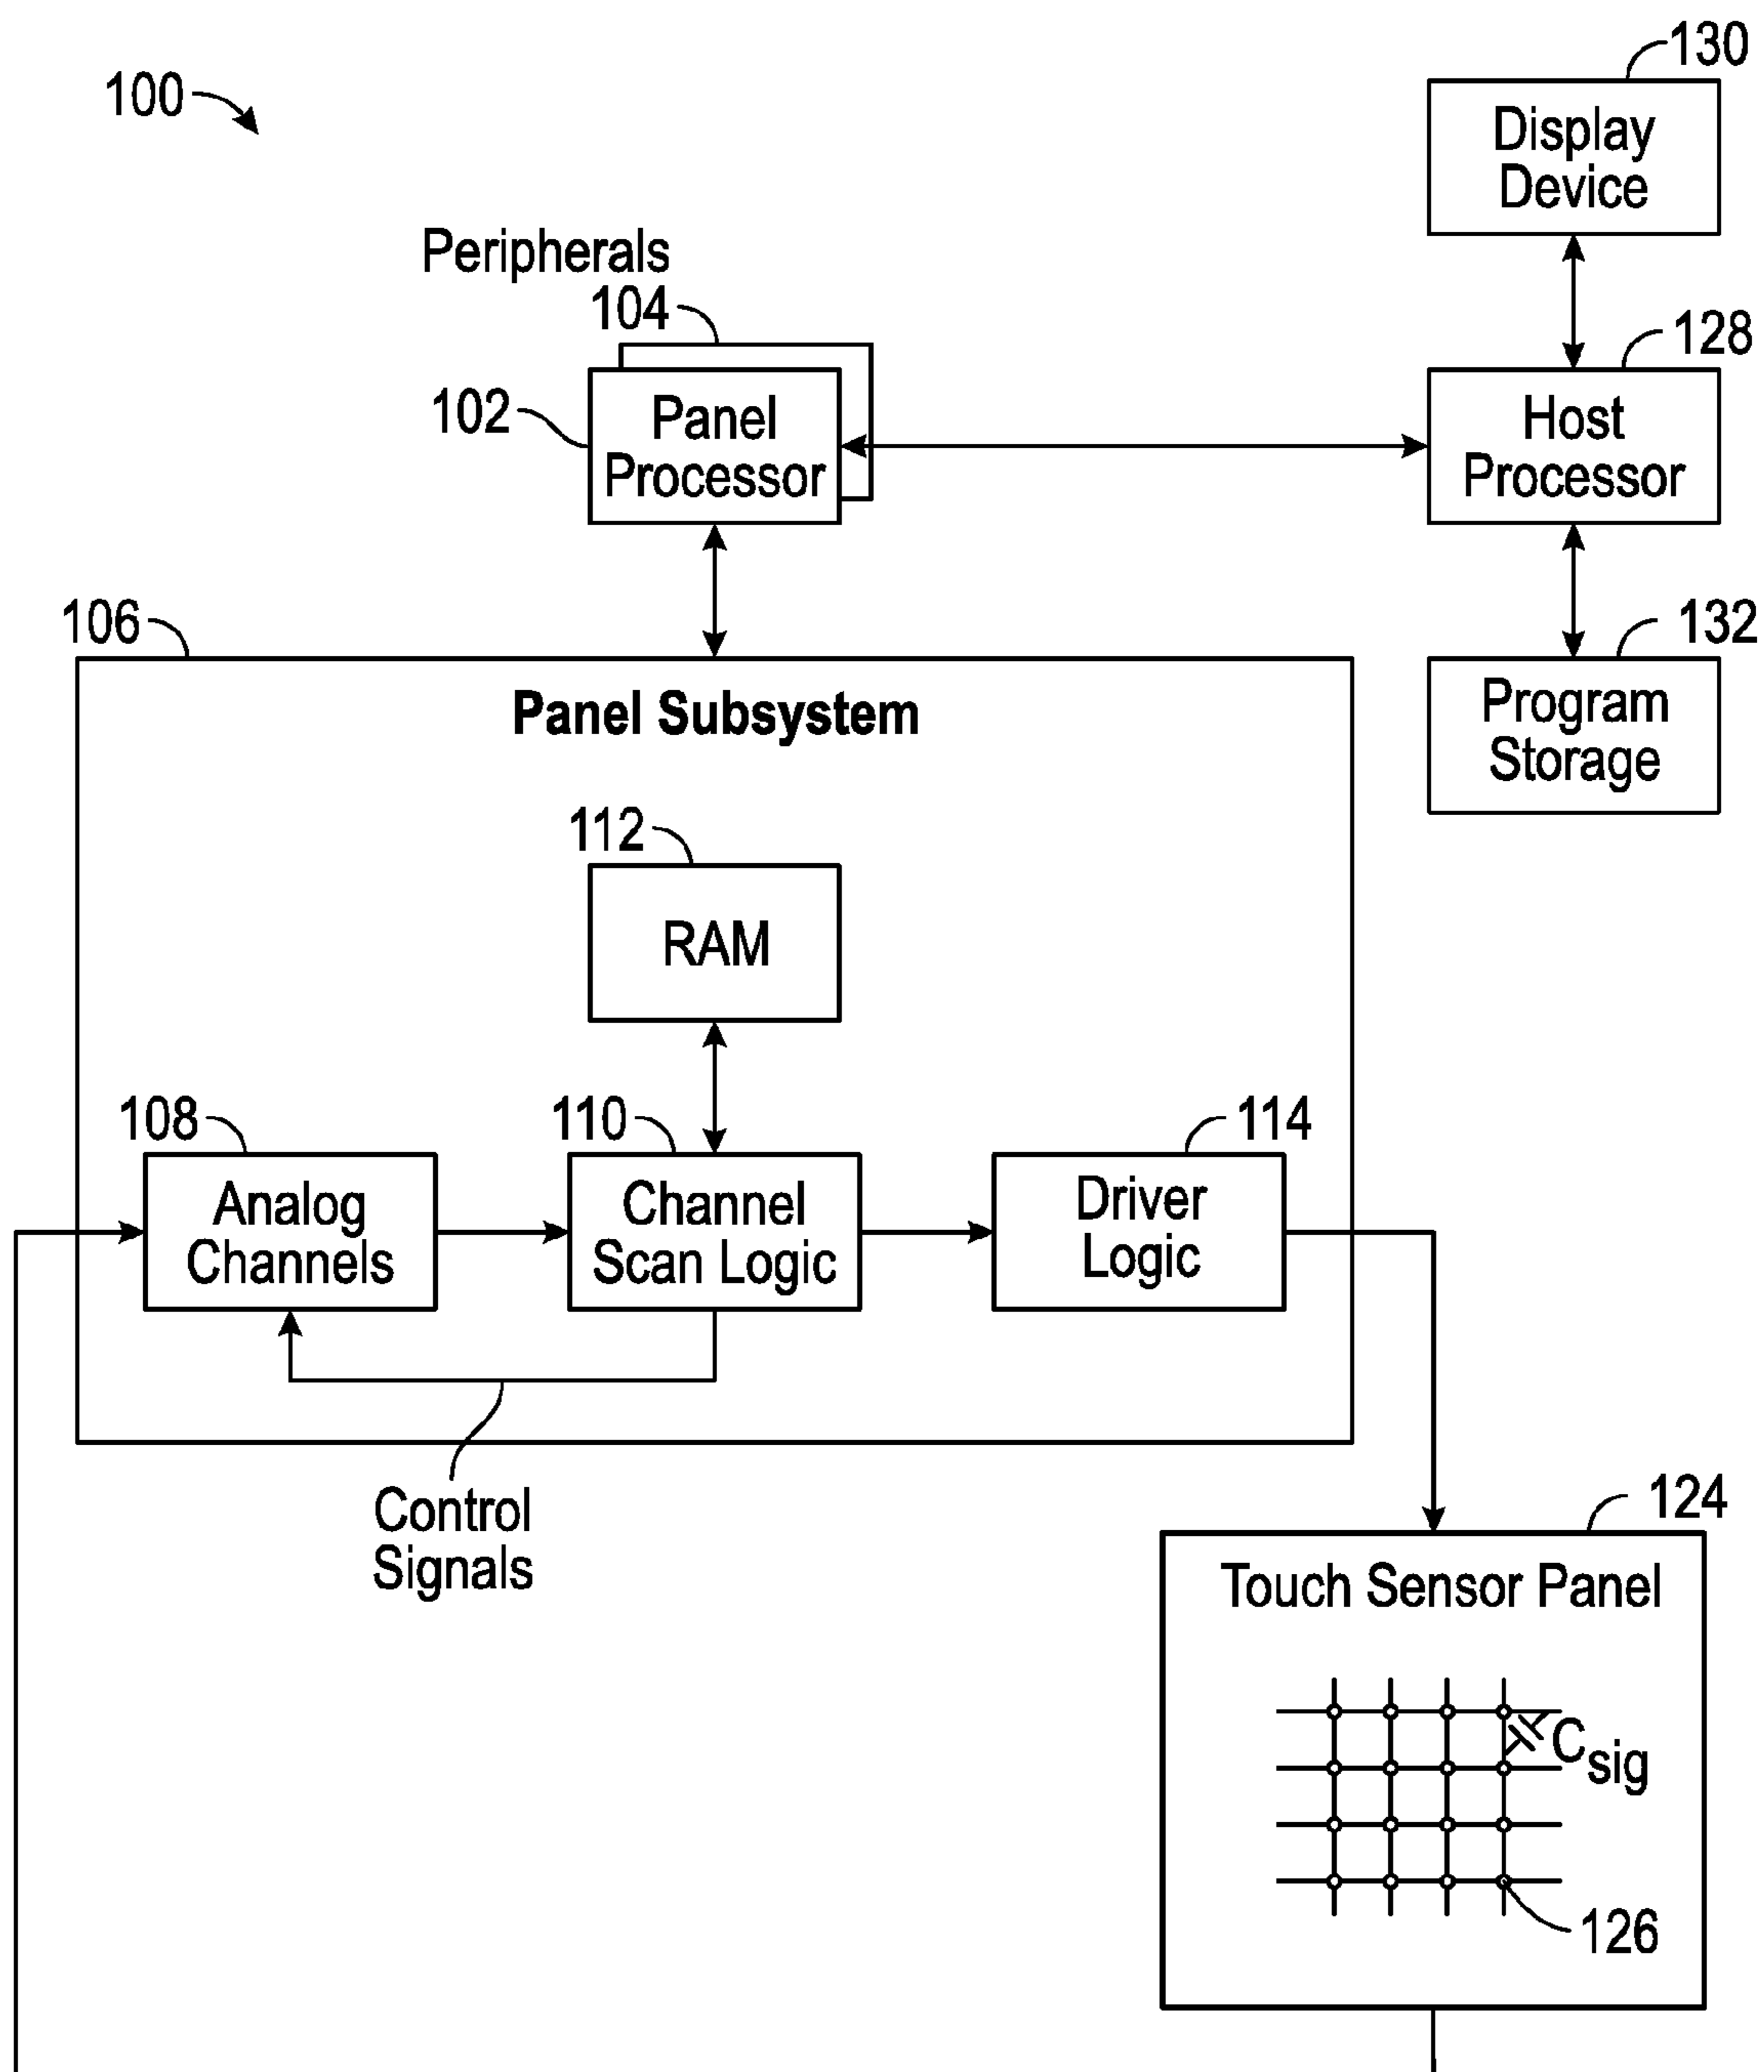 130
100
Display
Device
Peripherals
104
128
102
Panel
Processor
Host
Processor
106
132
Panel Subsystem
Program
Storage
112
RAM
108
110
114
Analog
Channels
Channel
Scan Logic
Driver
Logic
Control
Signals
124
Touch Sensor Panel
Csig
126